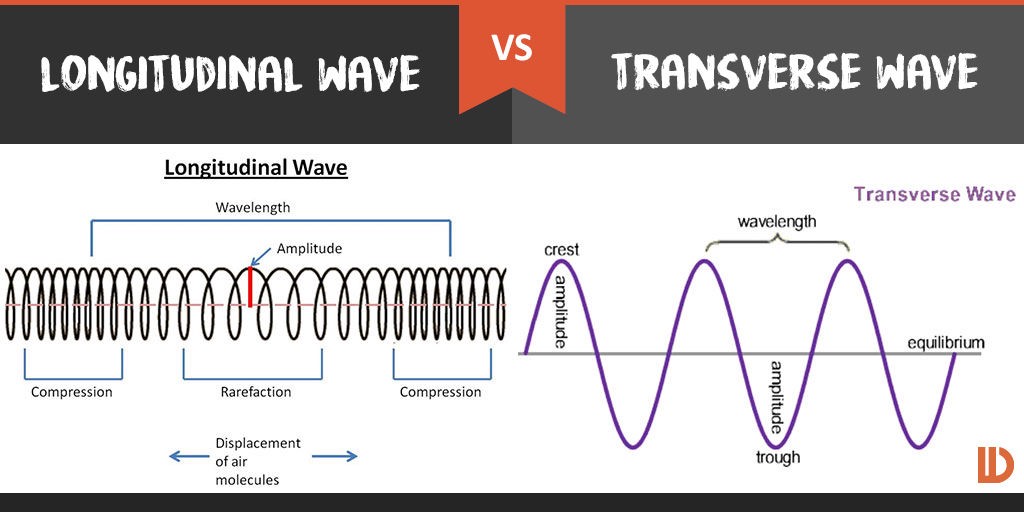 LONGITUDINAL WAVE
VS
TRANSVERSE WAVE
Longitudinal Wave
Wavelength
Amplitude
Compression
Rarefaction
Compression
Displacement
of air
molecules
Transverse Wave
wavelength
crest
amplitude
equilibrium
amplitude
trough